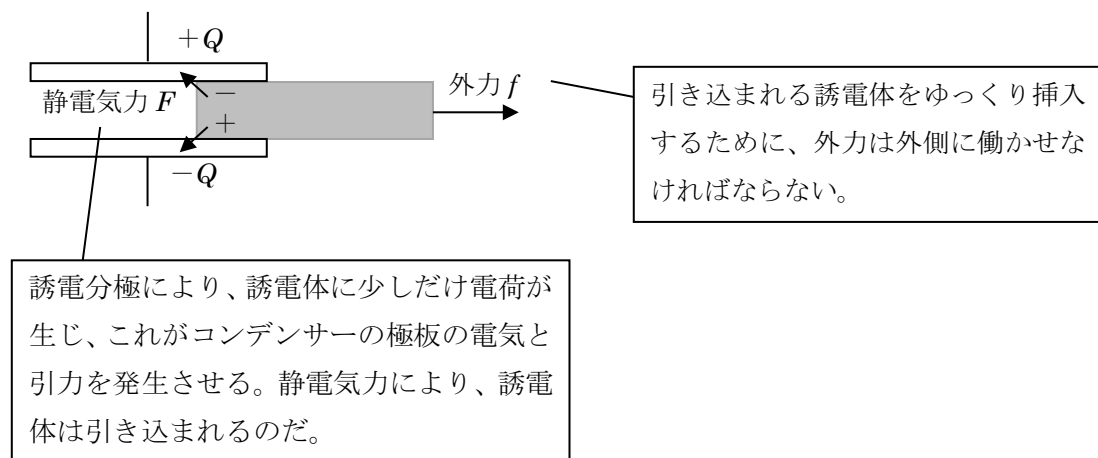 +Q
静電気力 F
−
+
−Q
外力 f
引き込まれる誘電体をゆっくり挿入
するために、外力は外側に働かせな
ければならない。
誘電分極により、誘電体に少しだけ電荷が
生じ、これがコンデンサーの極板の電気と
引力を発生させる。静電気力により、誘電
体は引き込まれるのだ。